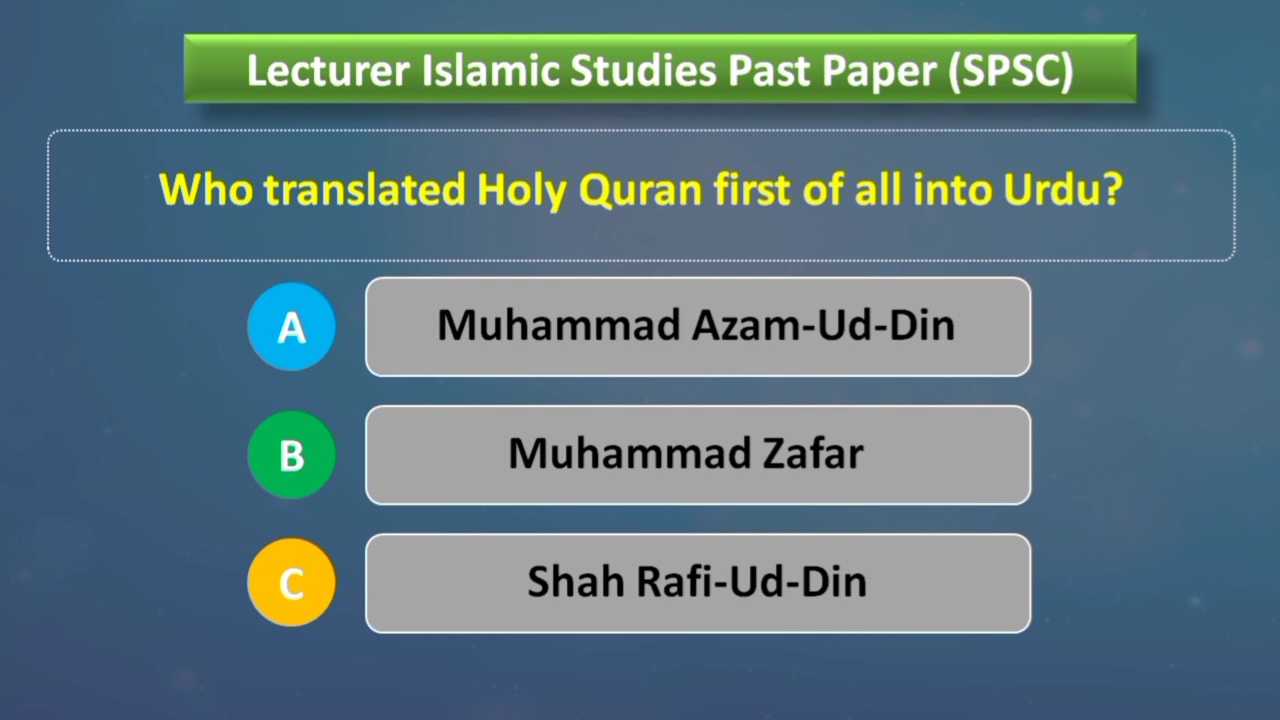 Lecturer Islamic Studies Past Paper (SPSC)
Who translated Holy Quran first of all into Urdu?
A Muhammad Azam-Ud-Din
B Muhammad Zafar
C Shah Rafi-Ud-Din